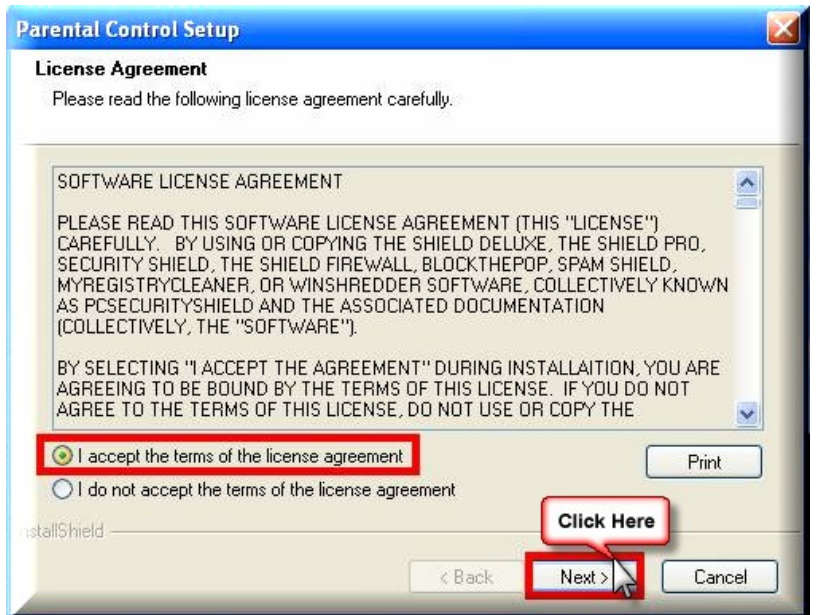 Parental Control Setup
License Agreement
Please read the following license agreement carefully.
SOFTWARE LICENSE AGREEMENT
PLEASE READ THIS SOFTWARE LICENSE AGREEMENT (THIS "LICENSE")
CAREFULLY. BY USING OR COPYING THE SHIELD DELUXE, THE SHIELD PRO,
SECURITY SHIELD, THE SHIELD FIREWALL, BLOCKTHEPOP, SPAM SHIELD,
MYREGISTRYCLEANER, OR WINSHREDDER SOFTWARE, COLLECTIVELY KNOWN
AS PCSECURITYSHIELD AND THE ASSOCIATED DOCUMENTATION
(COLLECTIVELY, THE "SOFTWARE").
BY SELECTING "I ACCEPT THE AGREEMENT" DURING INSTALLAITION, YOU ARE
AGREEING TO BE BOUND BY THE TERMS OF THIS LICENSE. IF YOU DO NOT
AGREE TO THE TERMS OF THIS LICENSE, DO NOT USE OR COPY THE
I accept the terms of the license agreement
Print
I do not accept the terms of the license agreement
Click Here
nstallShield
< Back
Next >
Cancel